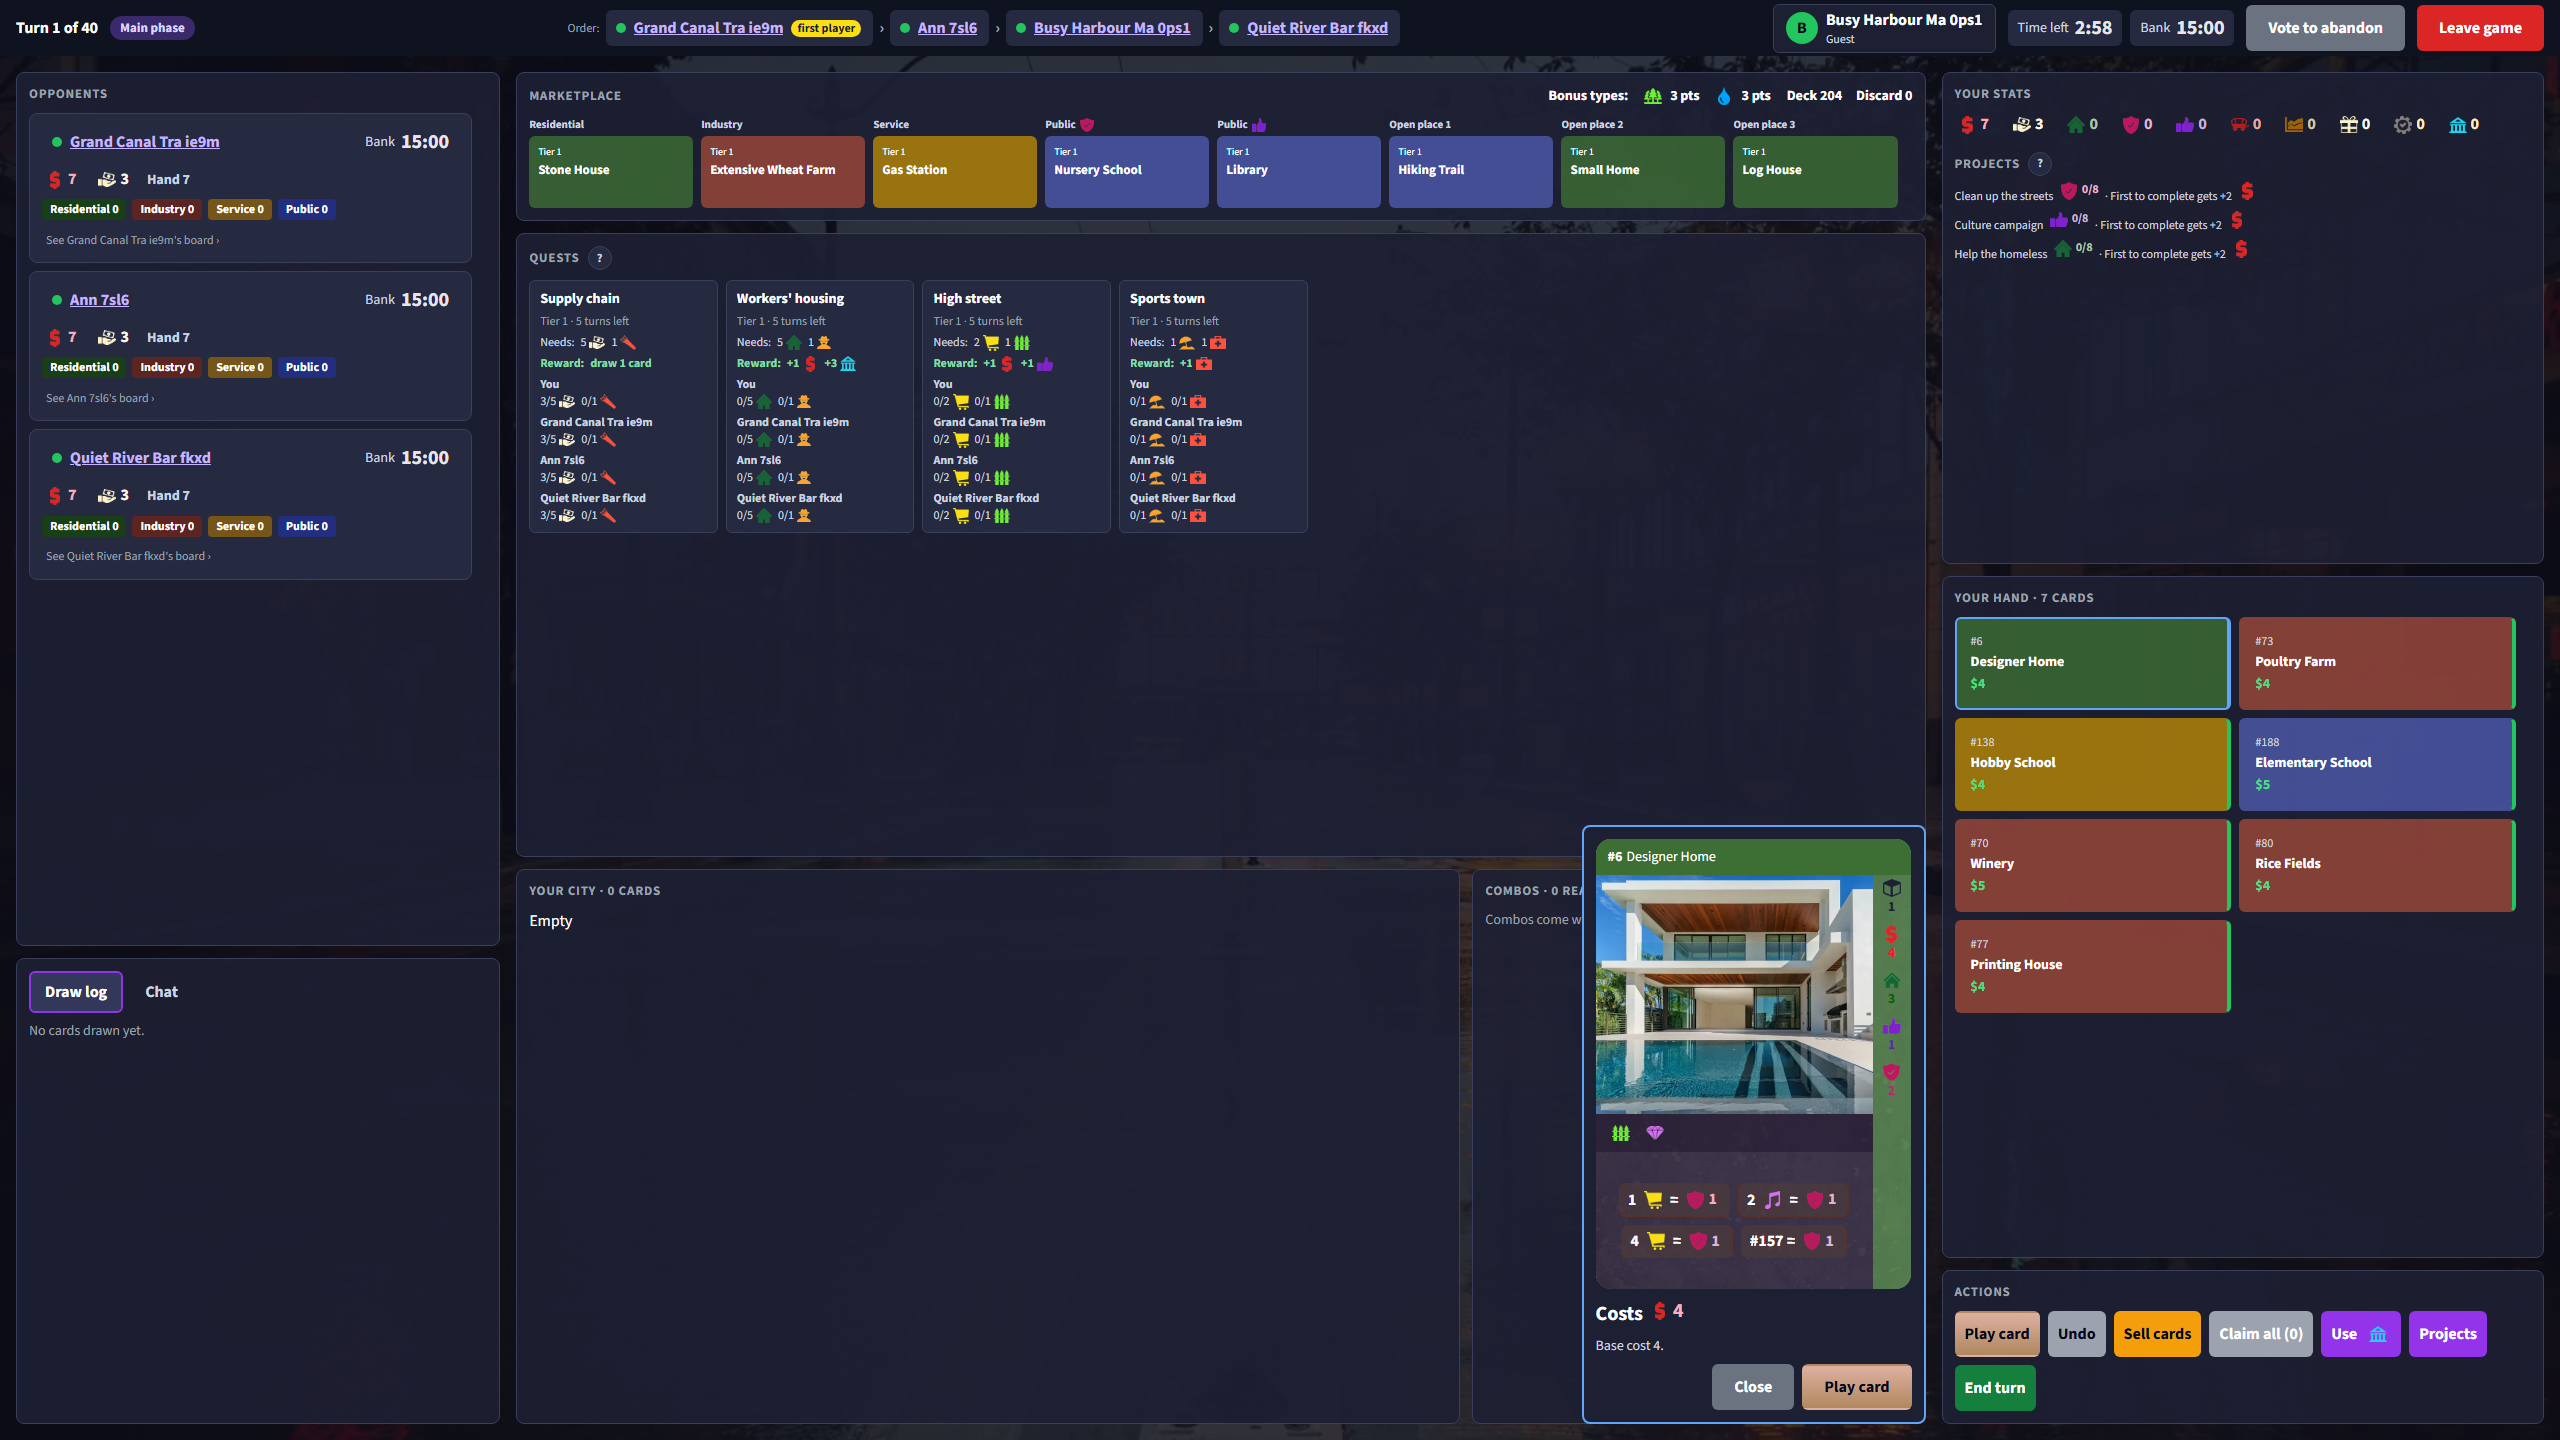 Turn 1 of 40 Main phase
Order: Grand Canal Tra ie9m first player › Ann 7sl6 › Busy Harbour Ma 0ps1 › Quiet River Bar fkxd
B Busy Harbour Ma 0ps1
Guest
Time left 2:58 Bank 15:00 Vote to abandon Leave game
OPPONENTS
Grand Canal Tra ie9m Bank 15:00
7 3 Hand 7
Residential 0 Industry 0 Service 0 Public 0
See Grand Canal Tra ie9m's board ›
Ann 7sl6 Bank 15:00
7 3 Hand 7
Residential 0 Industry 0 Service 0 Public 0
See Ann 7sl6's board ›
Quiet River Bar fkxd Bank 15:00
7 3 Hand 7
Residential 0 Industry 0 Service 0 Public 0
See Quiet River Bar fkxd's board ›
Draw log Chat
No cards drawn yet.
MARKETPLACE
Bonus types: 3 pts 3 pts Deck 204 Discard 0
Residential Industry Service Public Public Open place 1 Open place 2 Open place 3
Tier 1 Tier 1 Tier 1 Tier 1 Tier 1 Tier 1 Tier 1 Tier 1
Stone House Extensive Wheat Farm Gas Station Nursery School Library Hiking Trail Small Home Log House
QUESTS ?
Supply chain
Tier 1 · 5 turns left
Needs: 5 1
Reward: draw 1 card
You
3/5 0/1
Grand Canal Tra ie9m
3/5 0/1
Ann 7sl6
3/5 0/1
Quiet River Bar fkxd
3/5 0/1
Workers' housing
Tier 1 · 5 turns left
Needs: 5 1
Reward: +1 +3
You
0/5 0/1
Grand Canal Tra ie9m
0/5 0/1
Ann 7sl6
0/5 0/1
Quiet River Bar fkxd
0/5 0/1
High street
Tier 1 · 5 turns left
Needs: 2 1
Reward: +1 +1
You
0/2 0/1
Grand Canal Tra ie9m
0/2 0/1
Ann 7sl6
0/2 0/1
Quiet River Bar fkxd
0/2 0/1
Sports town
Tier 1 · 5 turns left
Needs: 1 1
Reward: +1
You
0/1 0/1
Grand Canal Tra ie9m
0/1 0/1
Ann 7sl6
0/1 0/1
Quiet River Bar fkxd
0/1 0/1
YOUR CITY · 0 CARDS
Empty
COMBOS · 0
Combos come
#6 Designer Home
1
$ 4
3
1
2
1 = 1 2 = 1
4 = 1 #157 = 1
Costs $ 4
Base cost 4.
Close Play card
YOUR STATS
$ 7 3 0 0 0 0 0 0 0 0
PROJECTS ?
Clean up the streets 0/8 · First to complete gets +2 $
Culture campaign 0/8 · First to complete gets +2 $
Help the homeless 0/8 · First to complete gets +2 $
YOUR HAND · 7 CARDS
#6
Designer Home
$4
#73
Poultry Farm
$4
#138
Hobby School
$4
#188
Elementary School
$5
#70
Winery
$5
#80
Rice Fields
$4
#77
Printing House
$4
ACTIONS
Play card Undo Sell cards Claim all (0) Use Projects
End turn